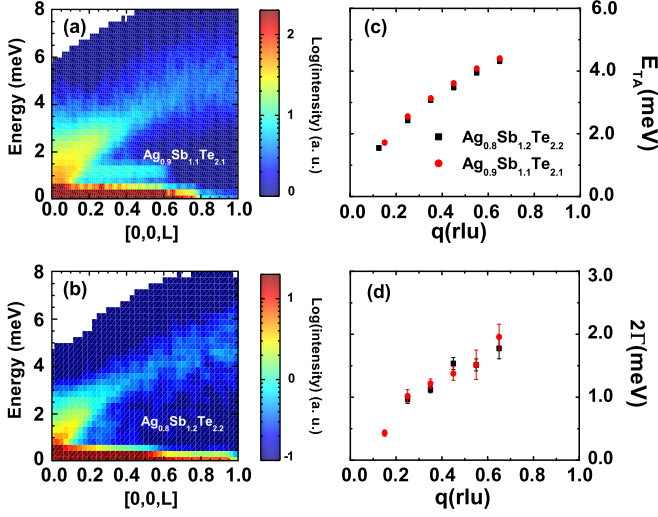 (a)
8
6
4
2
0
Energy (meV)
0.0 0.2 0.4 0.6 0.8 1.0
[0,0,L]
Ag0.9Sb1.1Te2.1
2
1
0
Log(intensity) (a. u.)
(c)
6.0
4.0
2.0
0.0
E TA (meV)
Ag0.8Sb1.2Te2.2
Ag0.9Sb1.1Te2.1
0.0 0.2 0.4 0.6 0.8 1.0
q(rlu)
(b)
8
6
4
2
0
Energy (meV)
0.0 0.2 0.4 0.6 0.8 1.0
[0,0,L]
Ag0.8Sb1.2Te2.2
1
0
-1
Log(intensity) (a. u.)
(d)
3.0
2.0
1.0
0.0
2Γ(meV)
0.0 0.2 0.4 0.6 0.8 1.0
q(rlu)